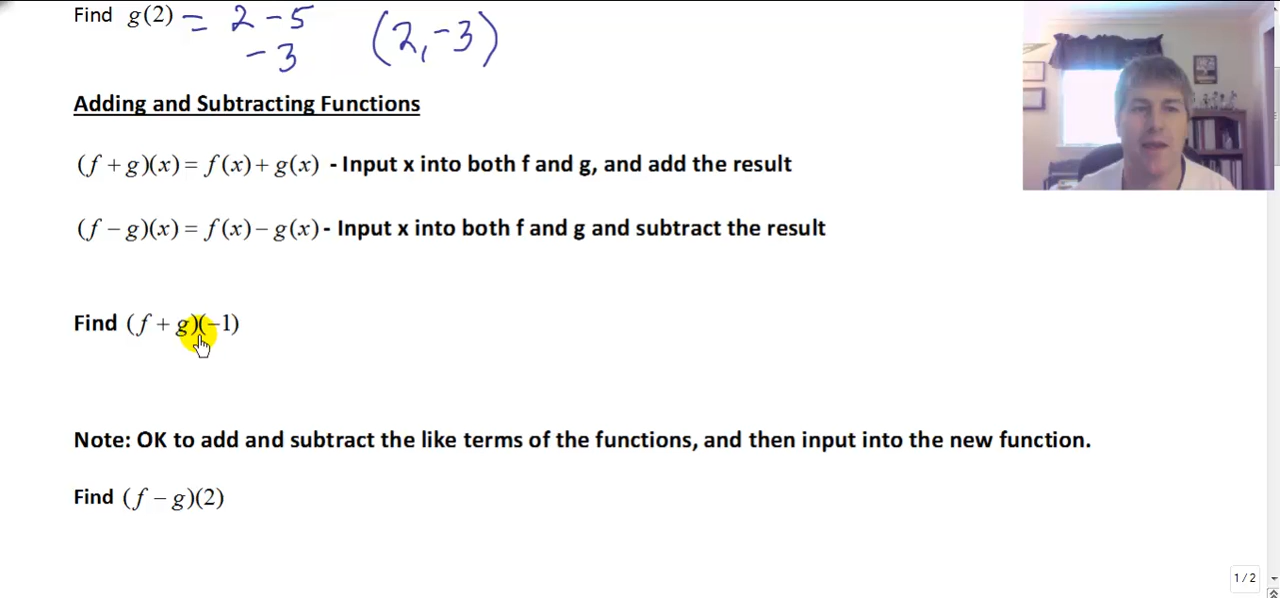 Find g(2) = 2 - 5
- 3 (2, -3)
Adding and Subtracting Functions
(f + g)(x) = f(x) + g(x) - Input x into both f and g, and add the result
(f − g)(x) = f(x) − g(x) - Input x into both f and g and subtract the result
Find (f + g)(−1)
Note: OK to add and subtract the like terms of the functions, and then input into the new function.
Find (f − g)(2)
1 / 2